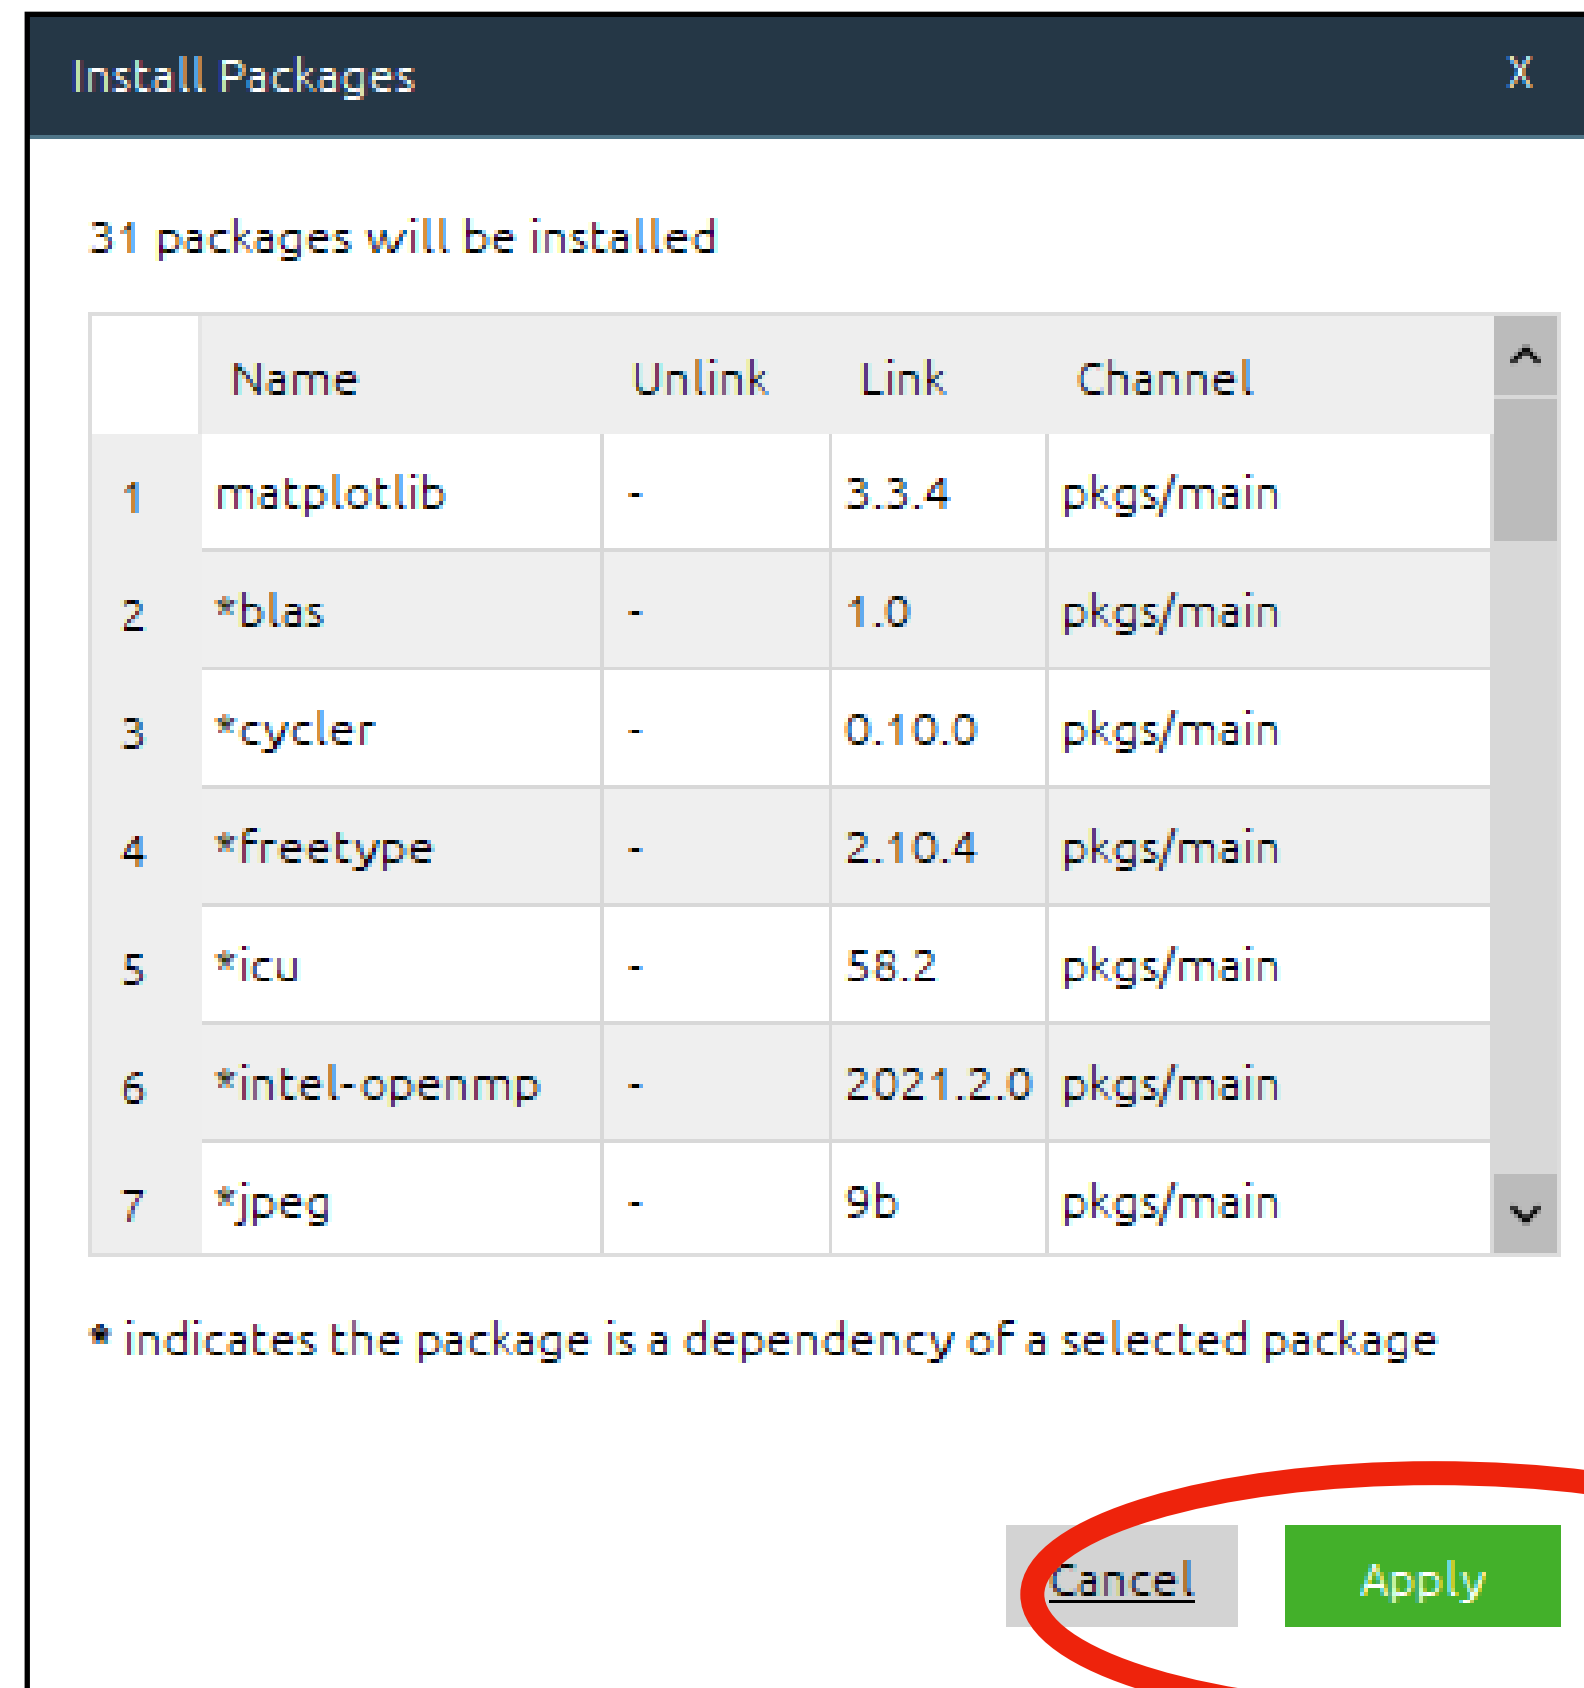 Install Packages X
31 packages will be installed
Name Unlink Link Channel
1 matplotlib - 3.3.4 pkgs/main
2 *blas - 1.0 pkgs/main
3 *cycler - 0.10.0 pkgs/main
4 *freetype - 2.10.4 pkgs/main
5 *icu - 58.2 pkgs/main
6 *intel-openmp - 2021.2.0 pkgs/main
7 *jpeg - 9b pkgs/main
* indicates the package is a dependency of a selected package
Cancel Apply